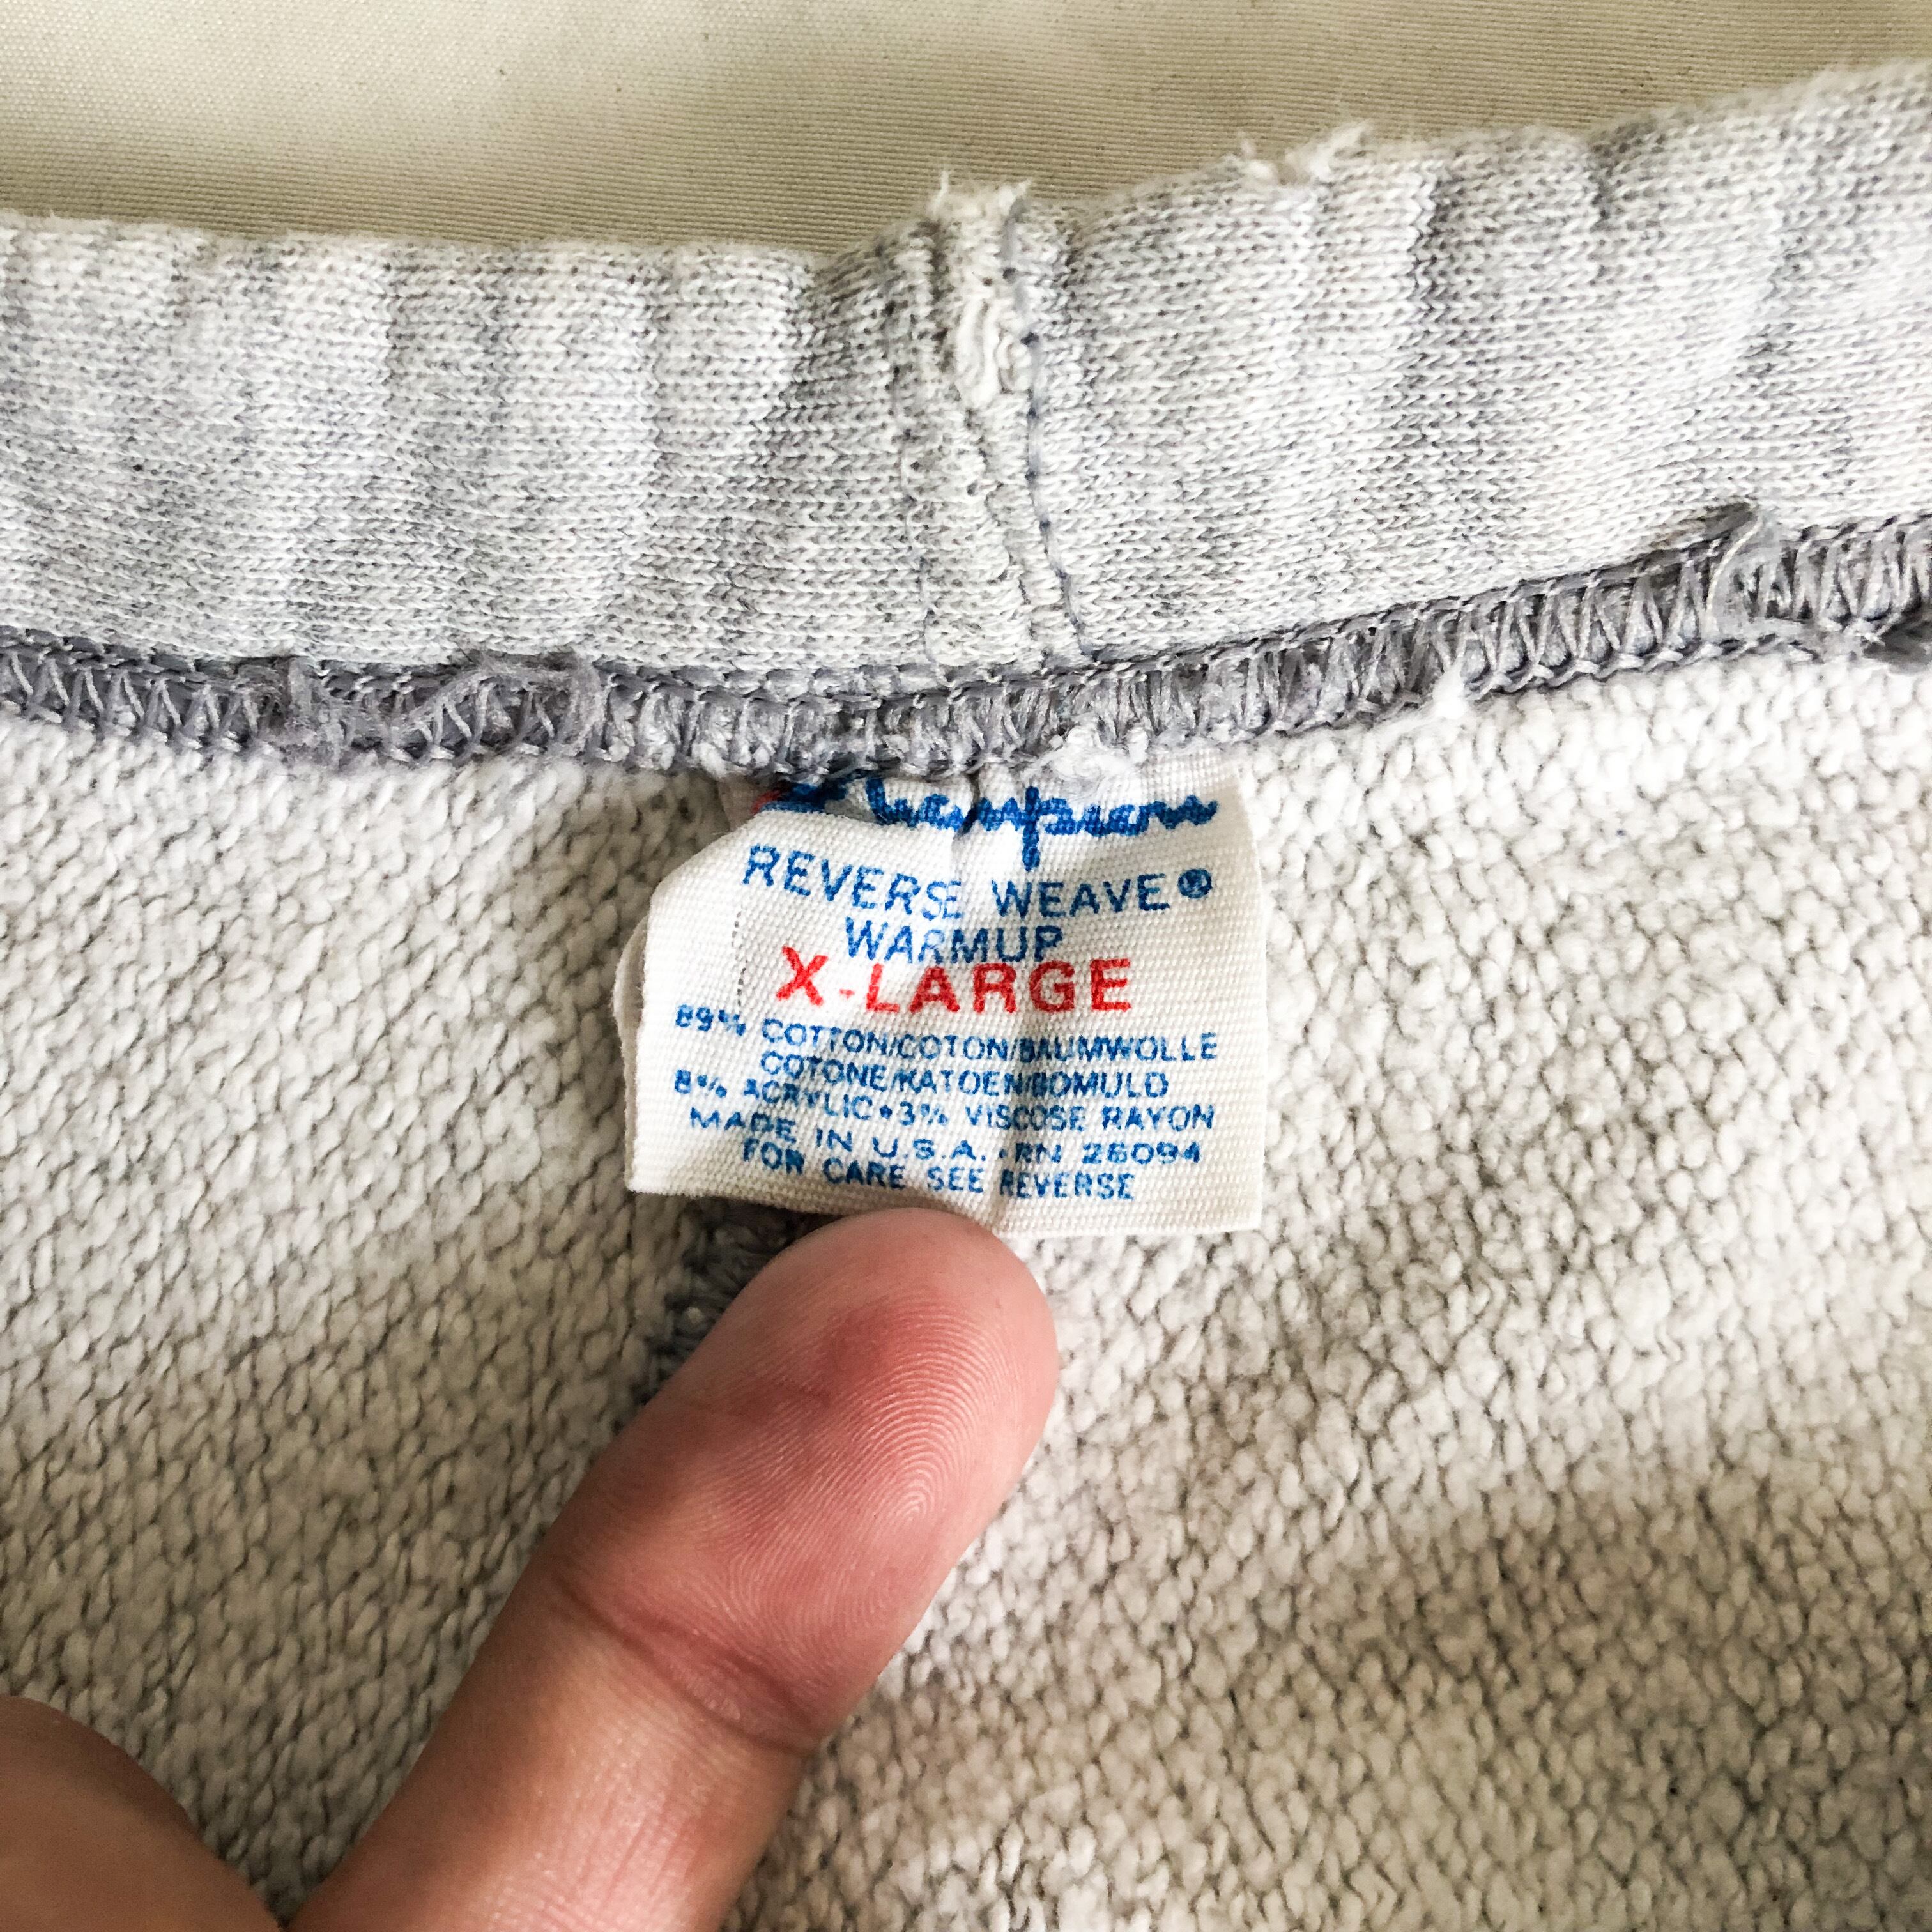 Champion
REVERSE WEAVE®
WARMUP
X-LARGE
89% COTTON/COTON/BAUMWOLLE
COTONE/KATOEN/BOMULD
8% ACRYLIC•3% VISCOSE RAYON
MADE IN U.S.A. • RN 26094
FOR CARE SEE REVERSE